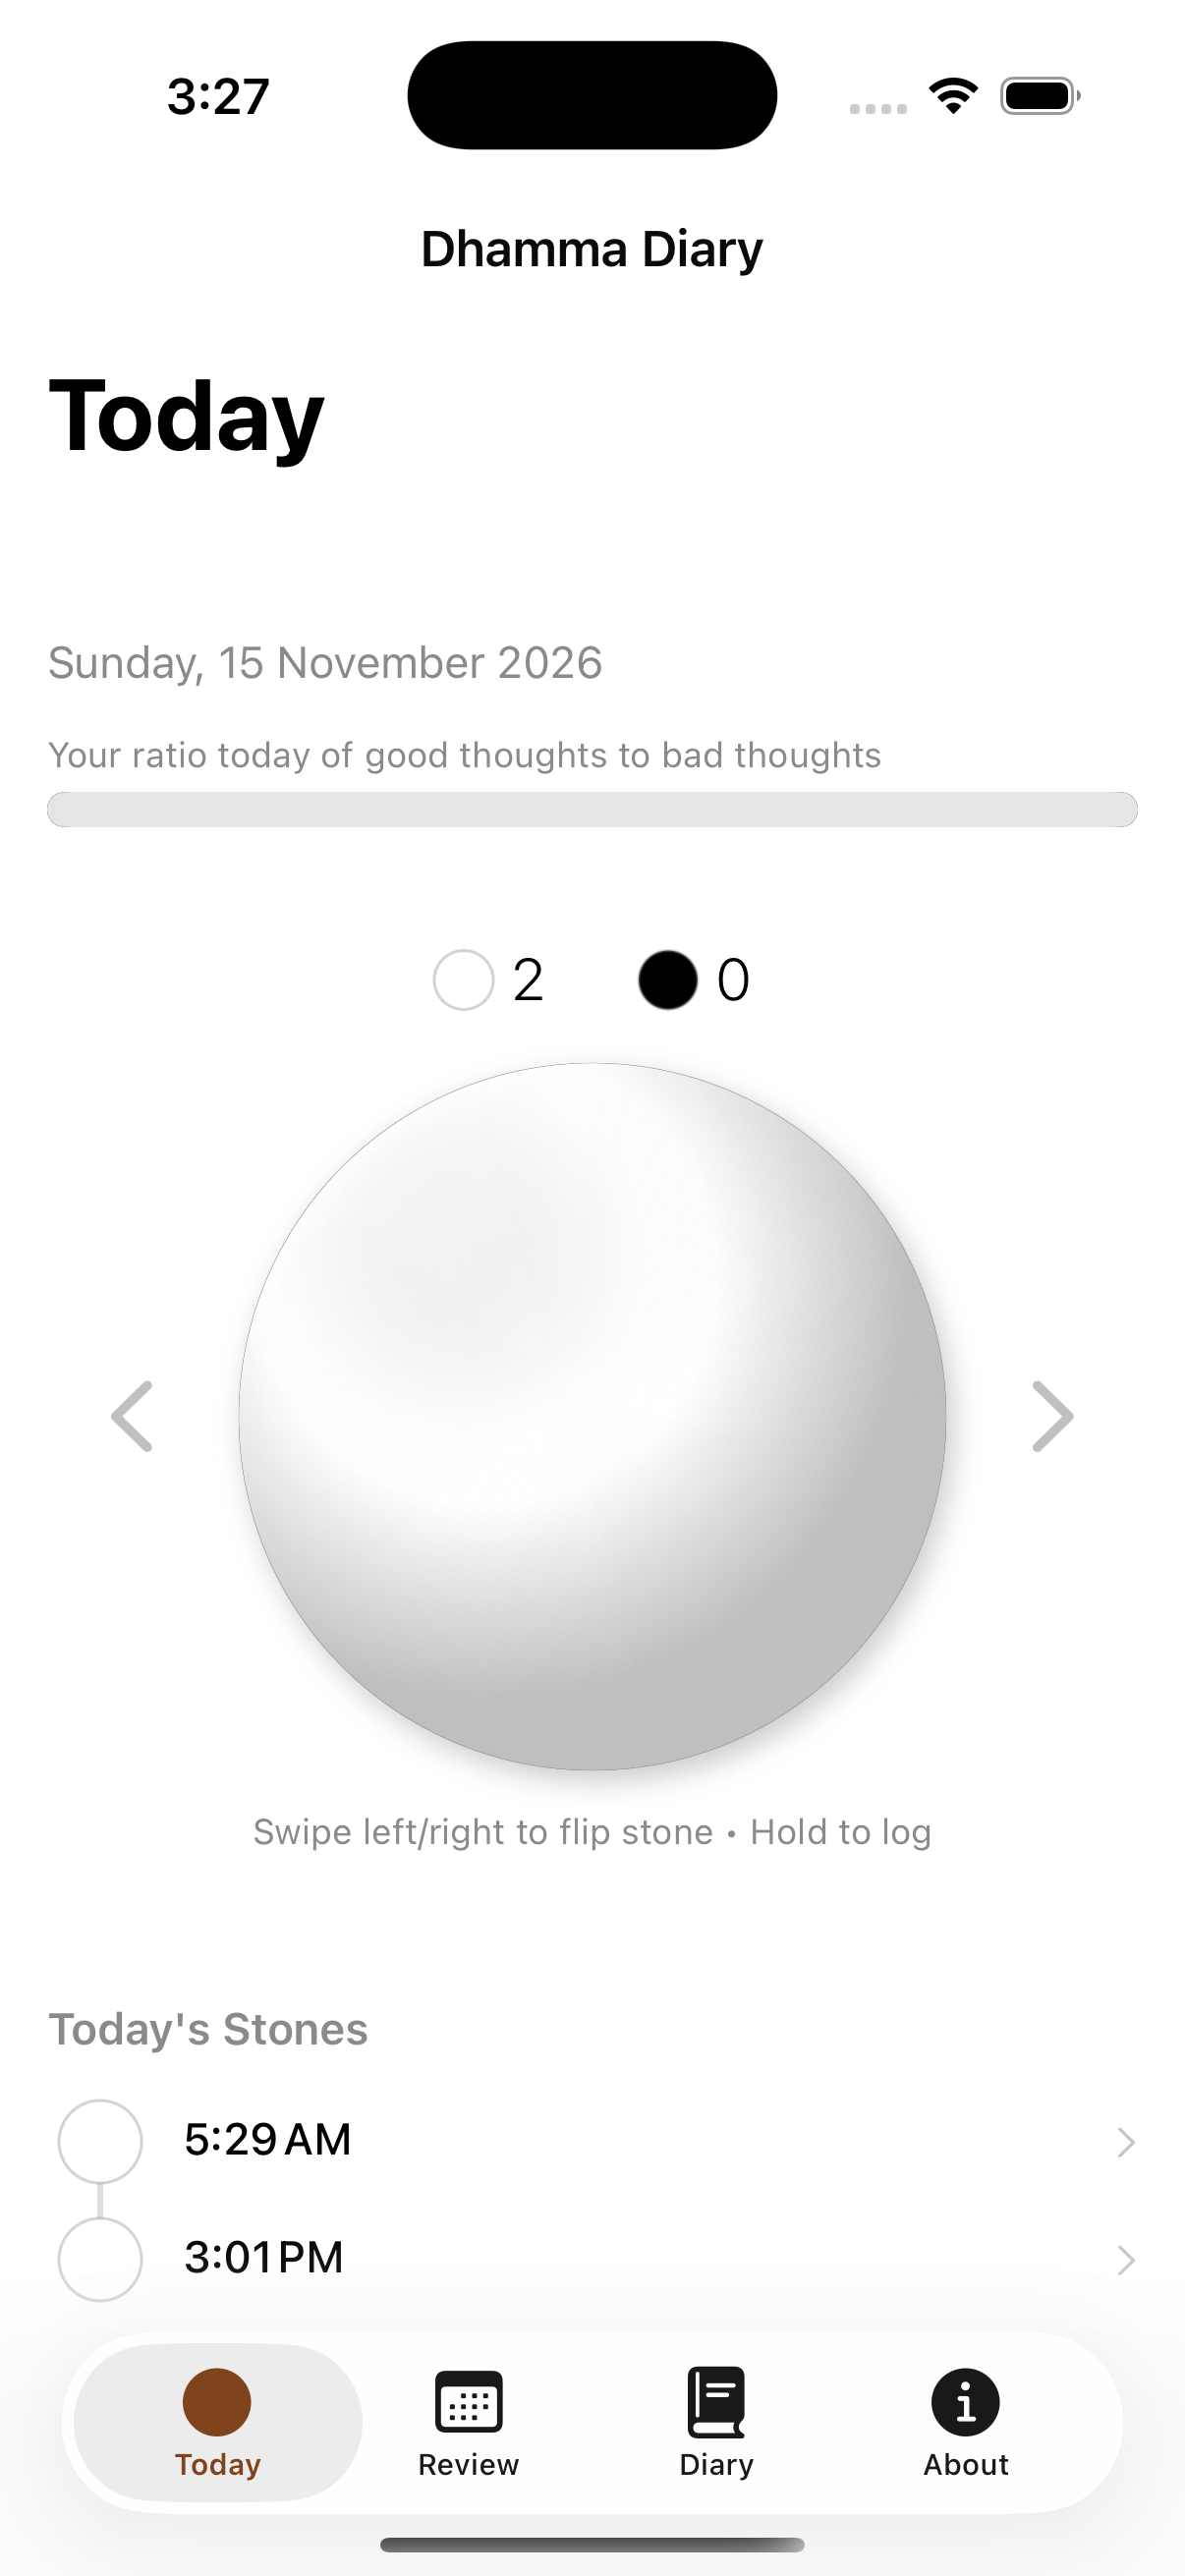 3:27
Dhamma Diary
Today
Sunday, 15 November 2026
Your ratio today of good thoughts to bad thoughts
2 0
Swipe left/right to flip stone • Hold to log
Today's Stones
5:29 AM
3:01 PM
Today Review Diary About